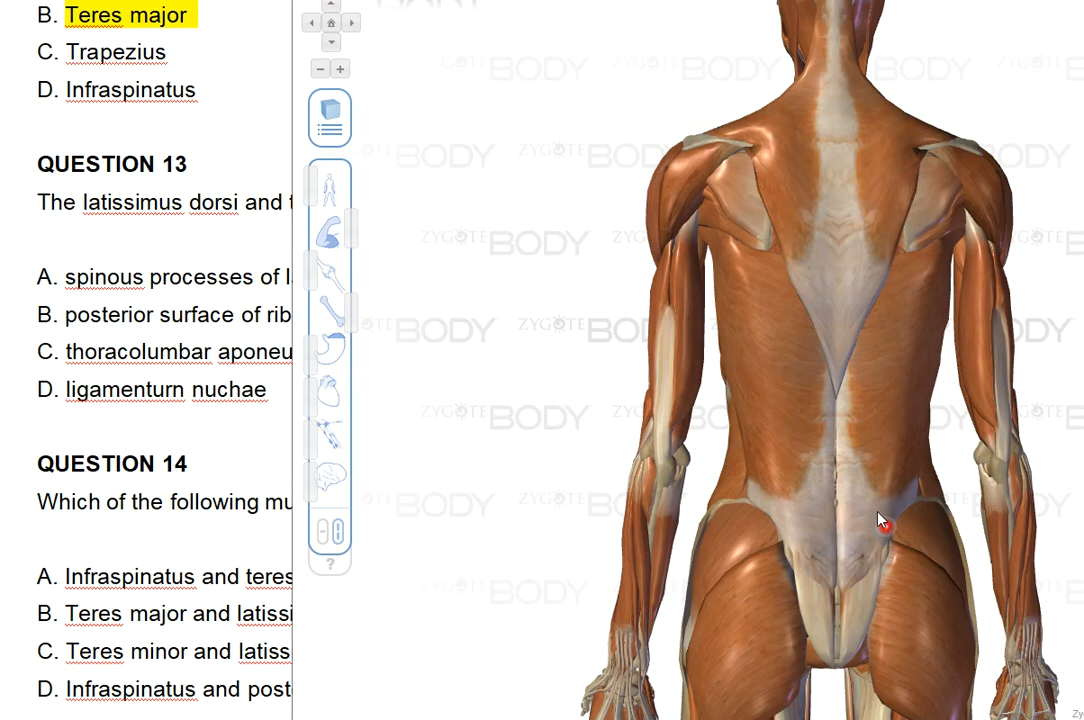 B. Teres major
C. Trapezius
D. Infraspinatus
QUESTION 13
The latissimus dorsi and t
A. spinous processes of l
B. posterior surface of rib
C. thoracolumbar aponeu
D. ligamenturn nuchae
QUESTION 14
Which of the following mu
A. Infraspinatus and teres
B. Teres major and latissi
C. Teres minor and latiss
D. Infraspinatus and post
ZYGOTE BODY
?